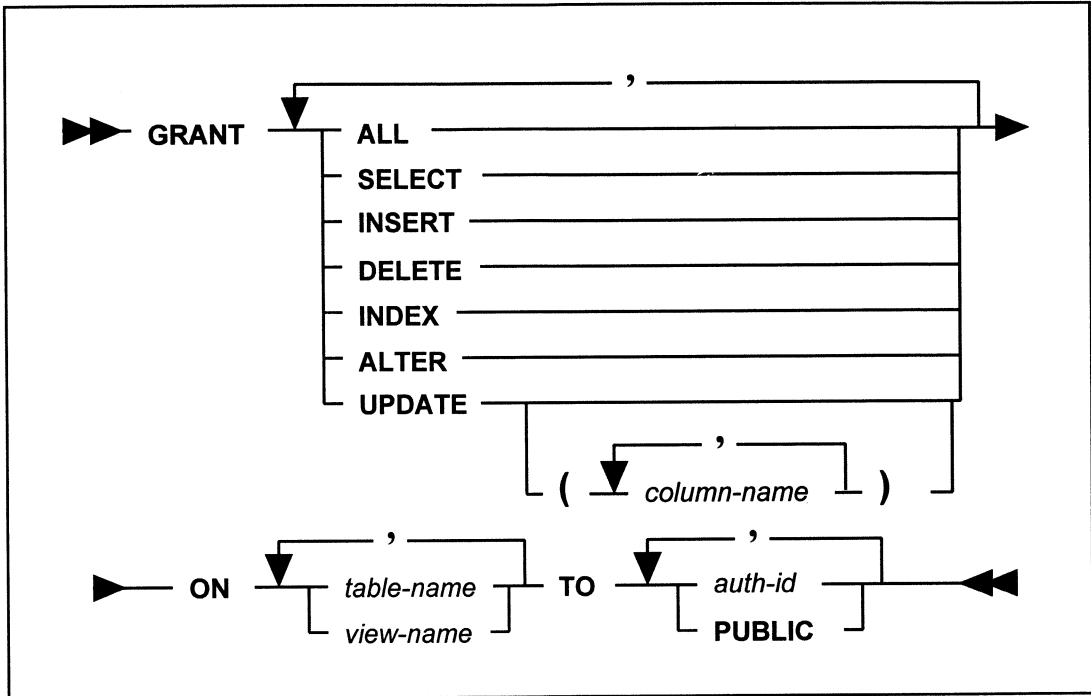 ,
GRANT ALL
SELECT
INSERT
DELETE
INDEX
ALTER
UPDATE
,
( column-name )
, ,
ON table-name TO auth-id
view-name PUBLIC